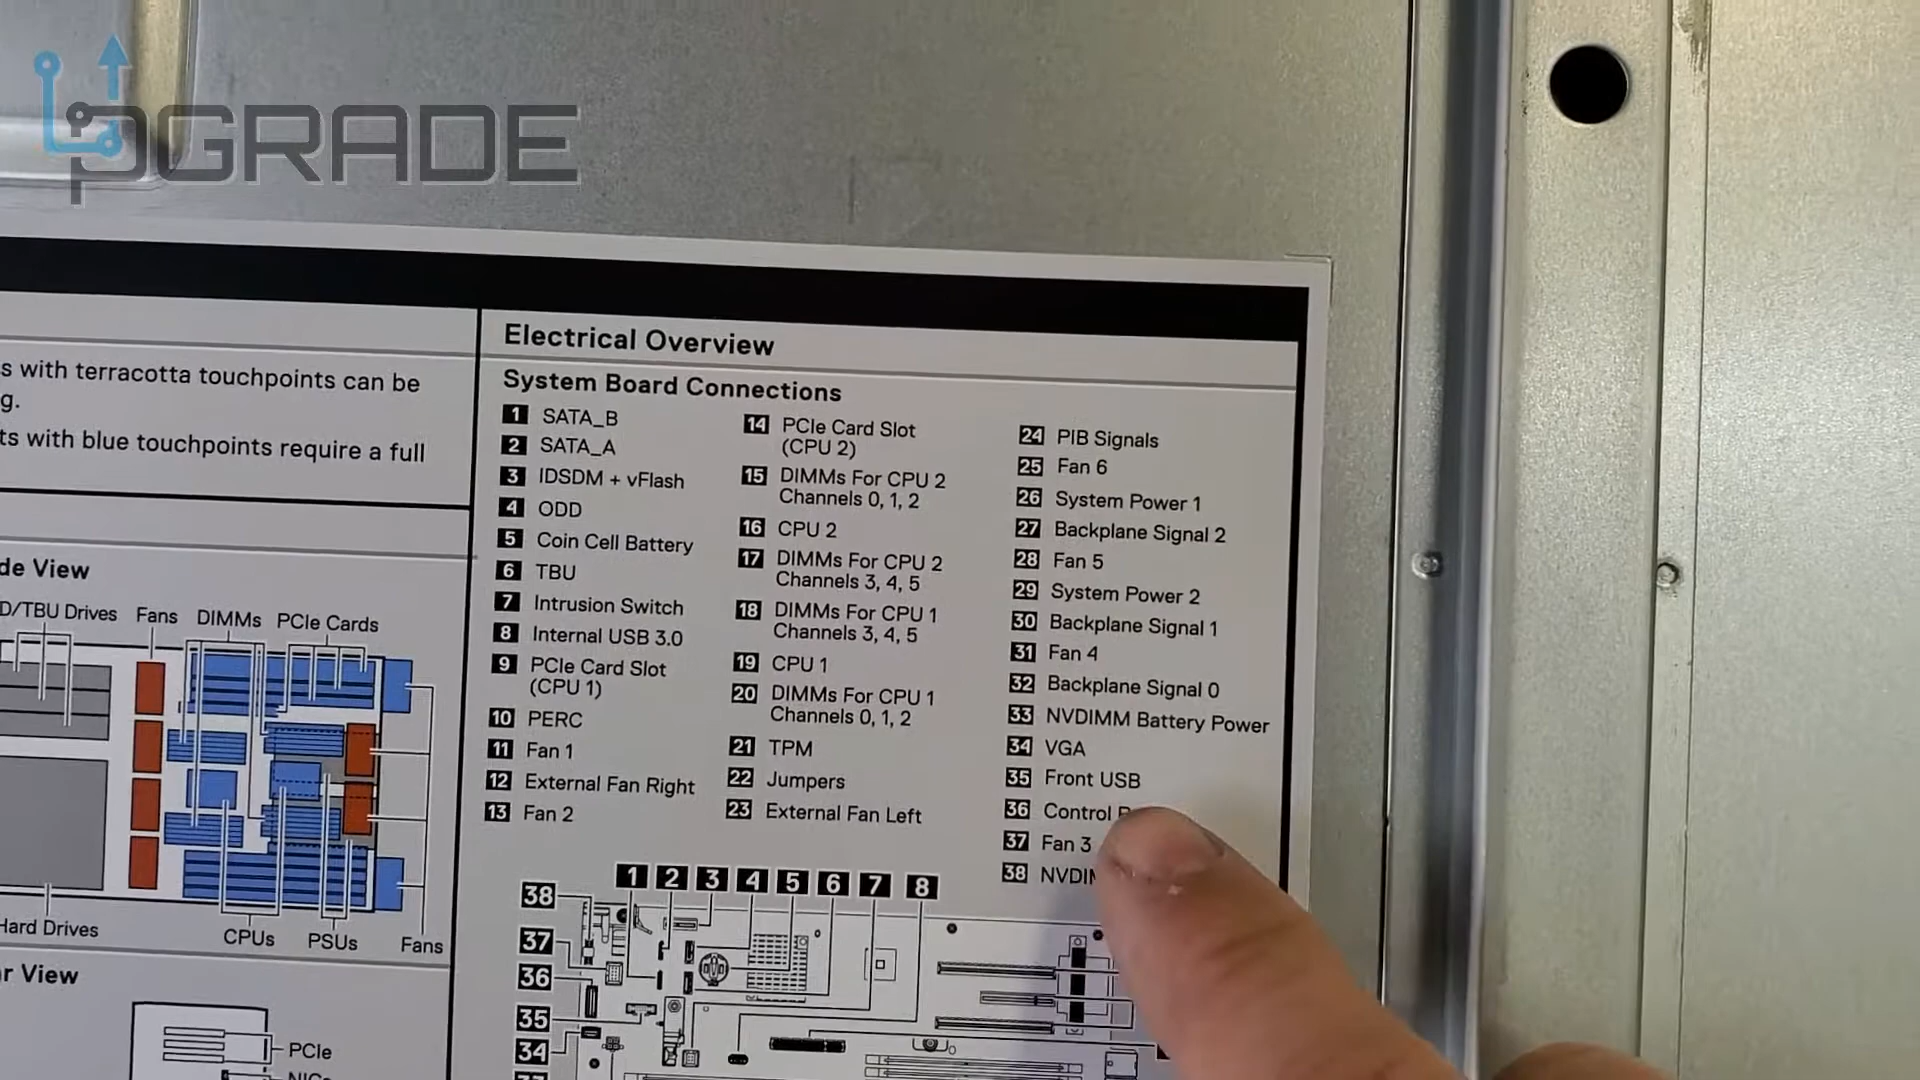 UpGRADE
s with terracotta touchpoints can be
g.
ts with blue touchpoints require a full
de View
D/TBU Drives
Fans
DIMMs
PCIe Cards
Hard Drives
CPUs
PSUs
Fans
r View
PCIe
Electrical Overview
System Board Connections
1 SATA_B
2 SATA_A
3 IDSDM + vFlash
4 ODD
5 Coin Cell Battery
6 TBU
7 Intrusion Switch
8 Internal USB 3.0
9 PCIe Card Slot
(CPU 1)
10 PERC
11 Fan 1
12 External Fan Right
13 Fan 2
14 PCIe Card Slot
(CPU 2)
15 DIMMs For CPU 2
Channels 0, 1, 2
16 CPU 2
17 DIMMs For CPU 2
Channels 3, 4, 5
18 DIMMs For CPU 1
Channels 3, 4, 5
19 CPU 1
20 DIMMs For CPU 1
Channels 0, 1, 2
21 TPM
22 Jumpers
23 External Fan Left
24 PIB Signals
25 Fan 6
26 System Power 1
27 Backplane Signal 2
28 Fan 5
29 System Power 2
30 Backplane Signal 1
31 Fan 4
32 Backplane Signal 0
33 NVDIMM Battery Power
34 VGA
35 Front USB
36 Control
37 Fan 3
38
1 2 3 4 5 6 7 8
38
37
36
35
34